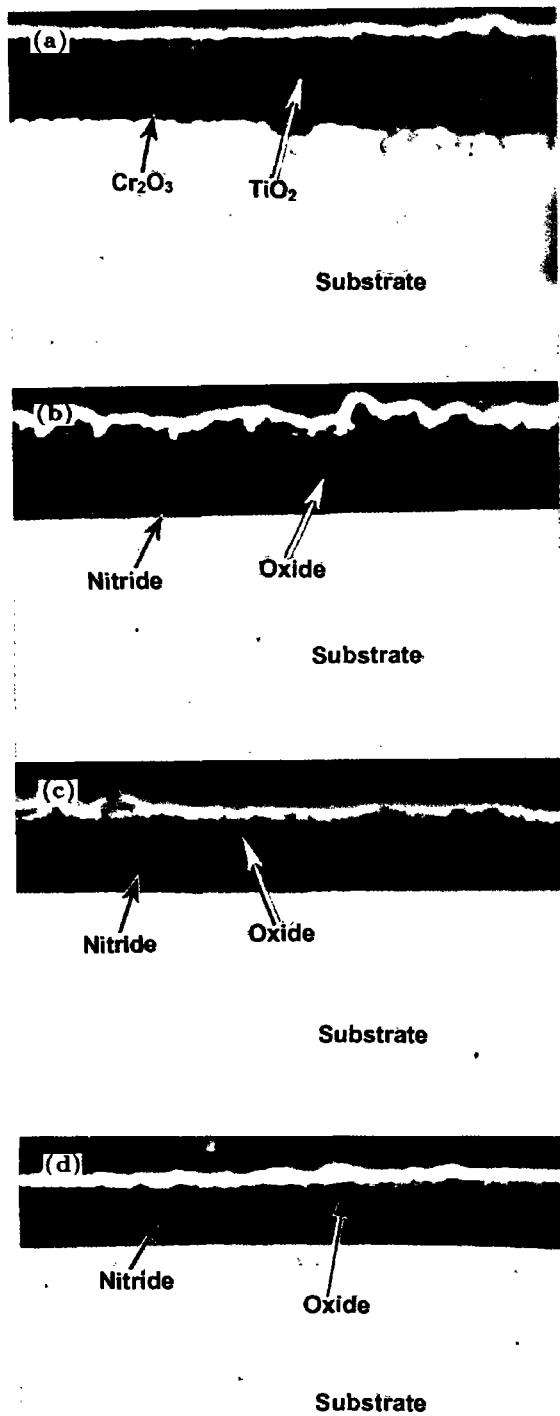 (a)
Cr₂O₃
TiO₂
Substrate
(b)
Nitride
Oxide
Substrate
(c)
Nitride
Oxide
Substrate
(d)
Nitride
Oxide
Substrate